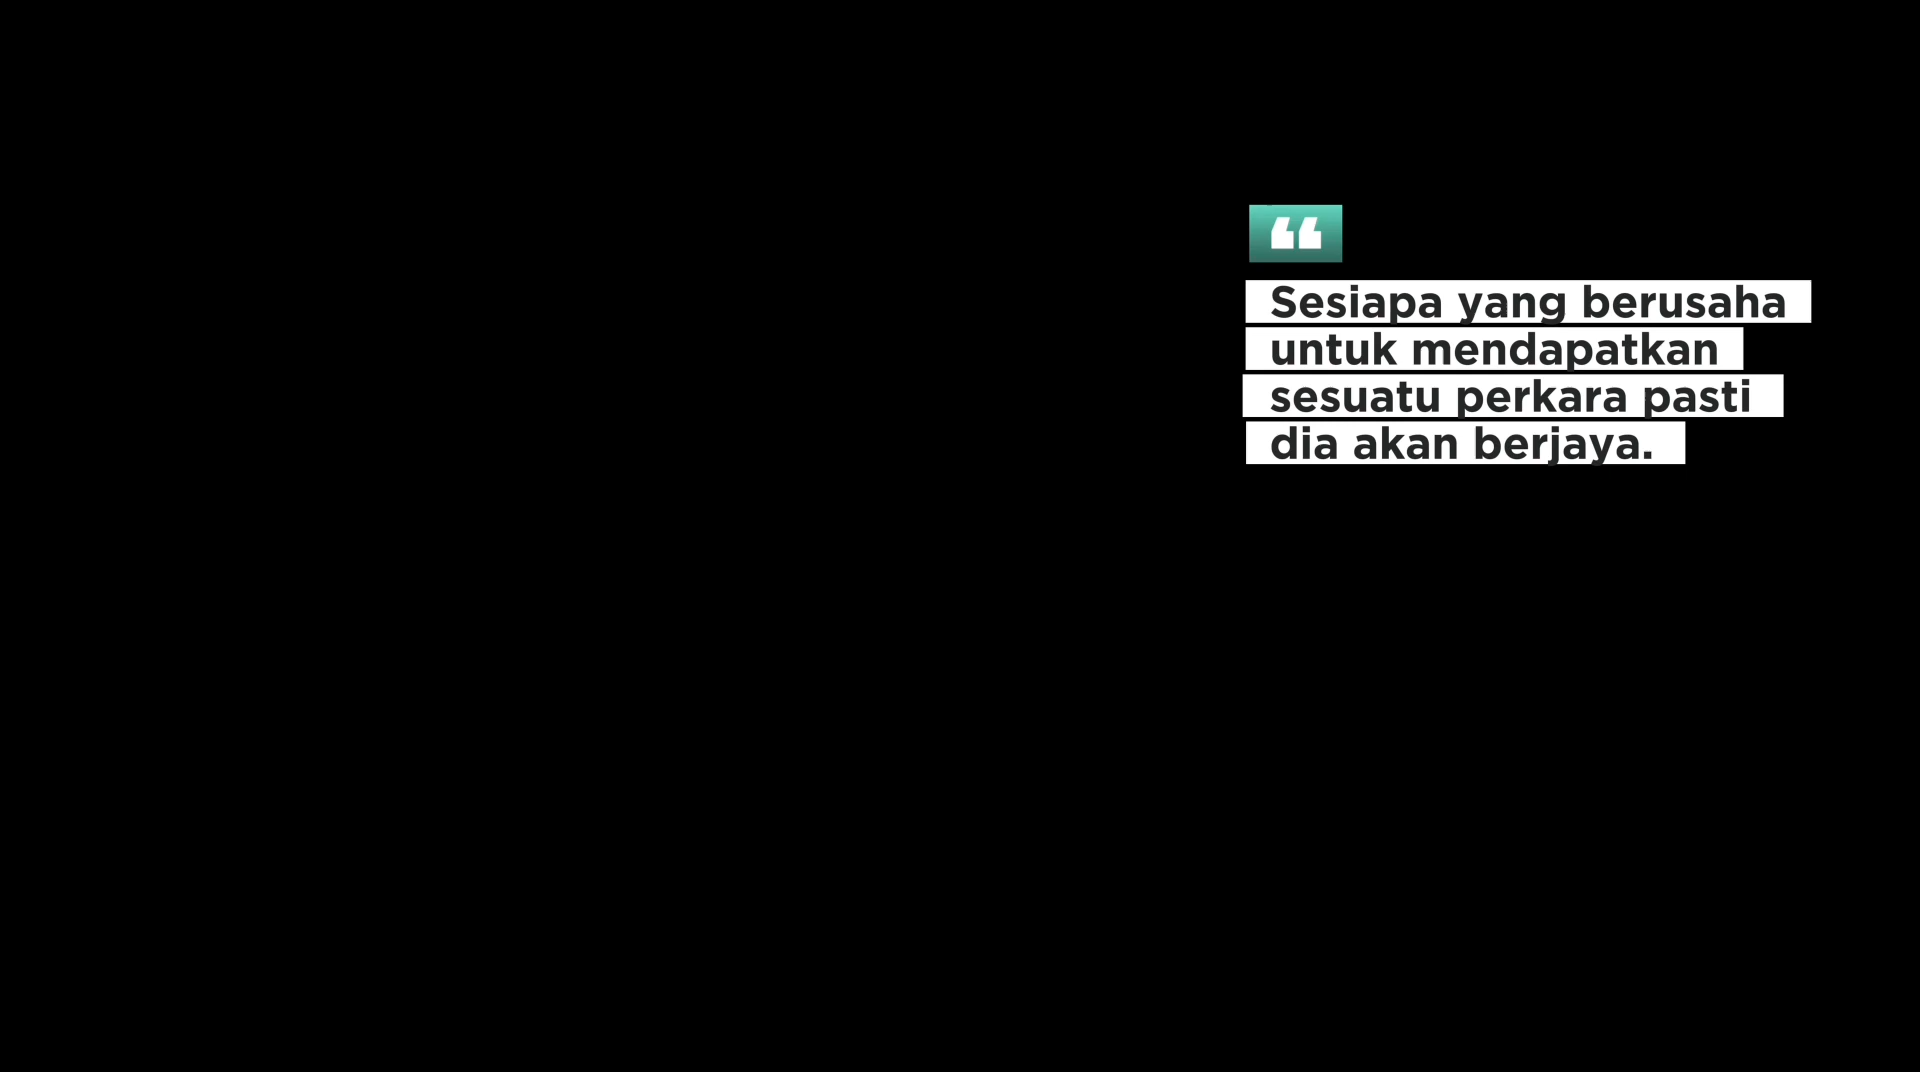 “
Sesiapa yang berusaha
untuk mendapatkan
sesuatu perkara pasti
dia akan berjaya.